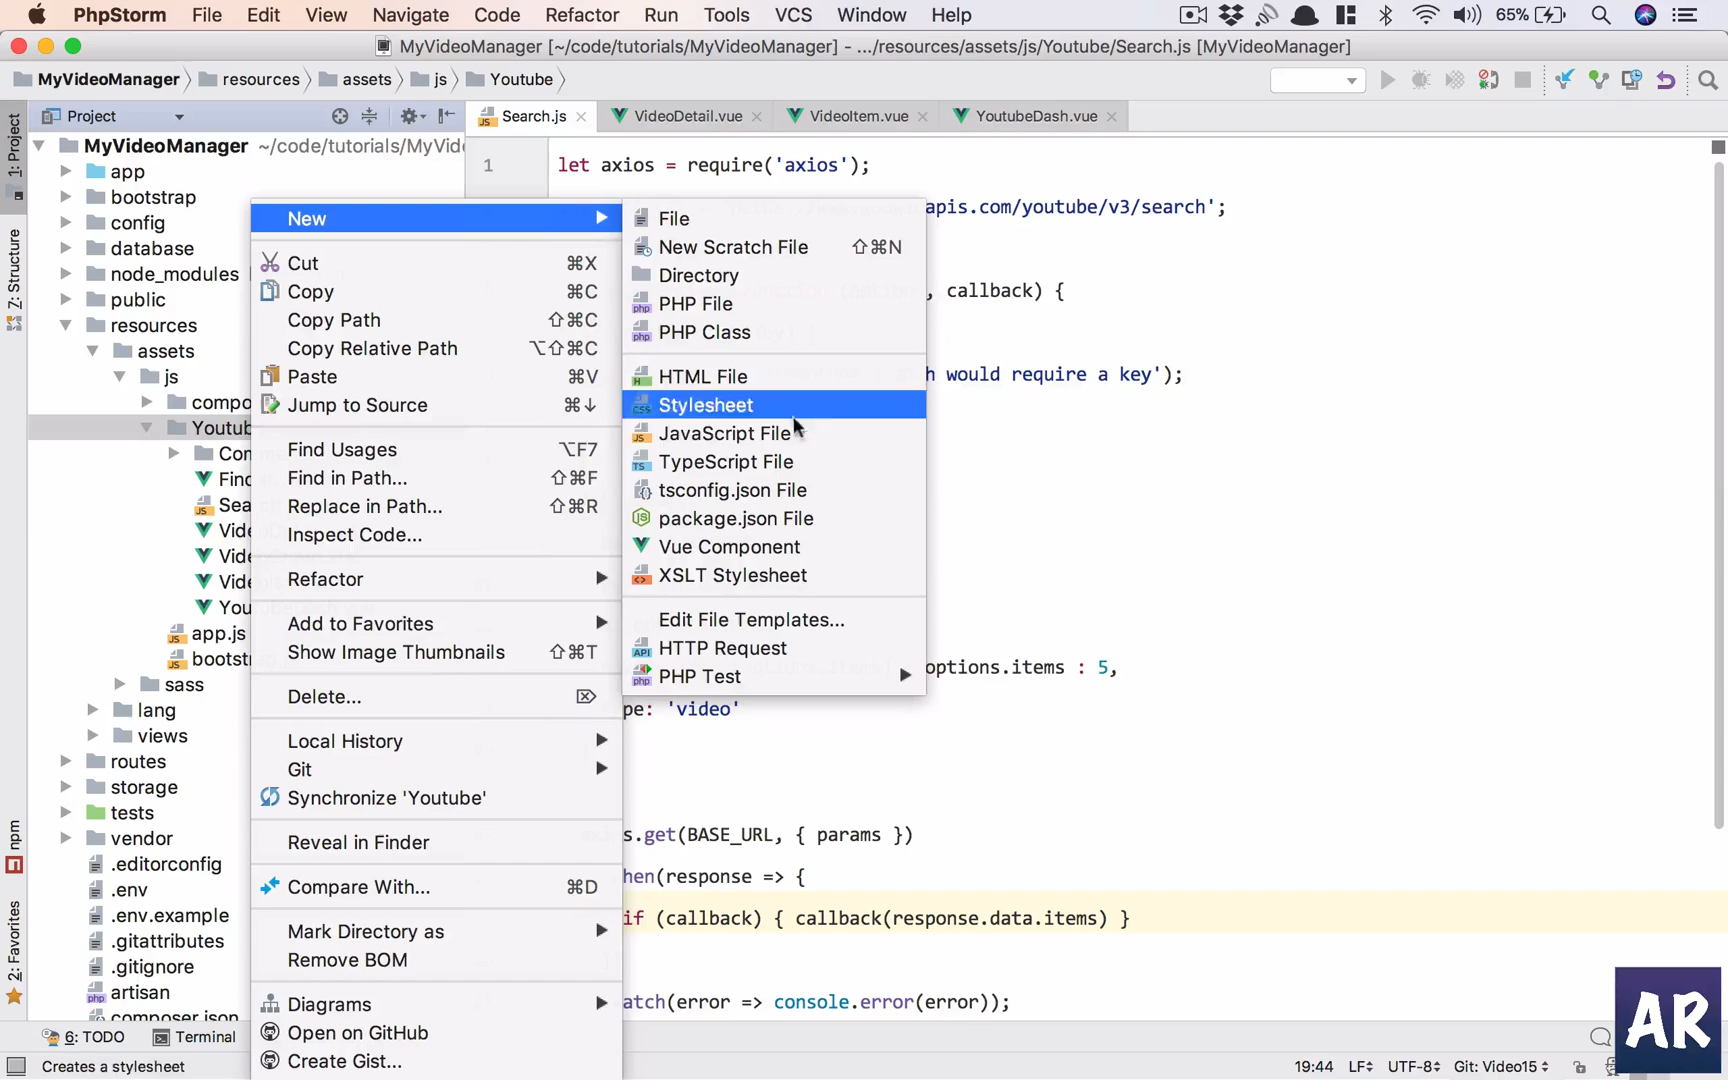 PhpStorm File Edit View Navigate Code Refactor Run Tools VCS Window Help 65%
MyVideoManager [~/code/tutorials/MyVideoManager] - .../resources/assets/js/Youtube/Search.js [MyVideoManager]
MyVideoManager resources assets js Youtube
1: Project
Z: Structure
npm
2: Favorites
Project
Search.js VideoDetail.vue VideoItem.vue YoutubeDash.vue
MyVideoManager ~/code/tutorials/MyVid
app
bootstrap
config
database
node_modules
public
resources
assets
js
compo
Youtub
Com
Find
Sea
Vide
Vide
Vide
You
app.js
bootst
sass
lang
views
routes
storage
tests
vendor
.editorconfig
.env
.env.example
.gitattributes
.gitignore
artisan
composer.json
New
Cut ⌘X
Copy ⌘C
Copy Path ⇧⌘C
Copy Relative Path ⌥⇧⌘C
Paste ⌘V
Jump to Source ⌘↓
Find Usages ⌥F7
Find in Path... ⇧⌘F
Replace in Path... ⇧⌘R
Inspect Code...
Refactor
Add to Favorites
Show Image Thumbnails ⇧⌘T
Delete... ⌦
Local History
Git
Synchronize 'Youtube'
Reveal in Finder
Compare With... ⌘D
Mark Directory as
Remove BOM
Diagrams
Open on GitHub
Create Gist...
File
New Scratch File ⇧⌘N
Directory
PHP File
PHP Class
HTML File
Stylesheet
JavaScript File
TypeScript File
tsconfig.json File
package.json File
Vue Component
XSLT Stylesheet
Edit File Templates...
HTTP Request
PHP Test
1 let axios = require('axios');
apis.com/youtube/v3/search';
, callback) {
h would require a key');
options.items : 5,
pe: 'video'
s.get(BASE_URL, { params })
hen(response => {
if (callback) { callback(response.data.items) }
atch(error => console.error(error));
AR
6: TODO Terminal
Creates a stylesheet 19:44 LF UTF-8 Git: Video15